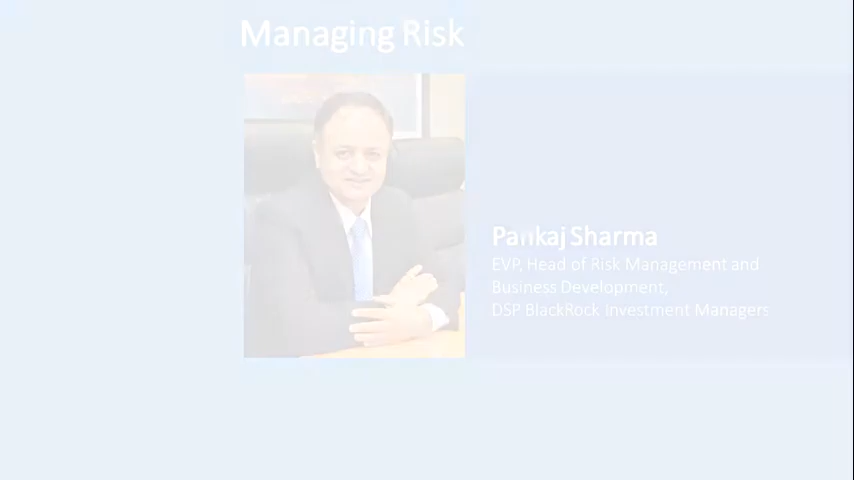 Managing Risk
Pankaj Sharma
EVP, Head of Risk Management and
Business Development,
DSP BlackRock Investment Managers